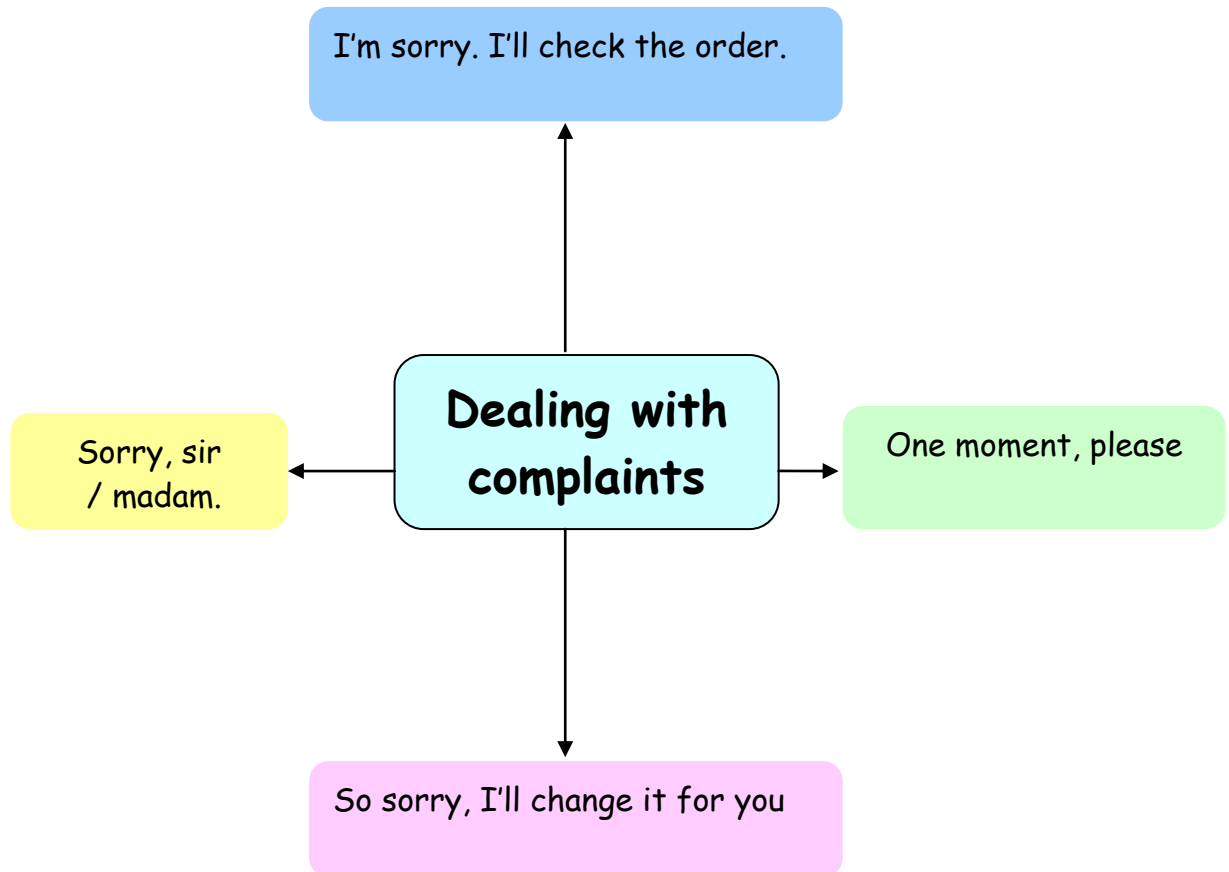 I'm sorry. I'll check the order.
Dealing with
complaints
Sorry, sir
/ madam.
One moment, please
So sorry, I'll change it for you